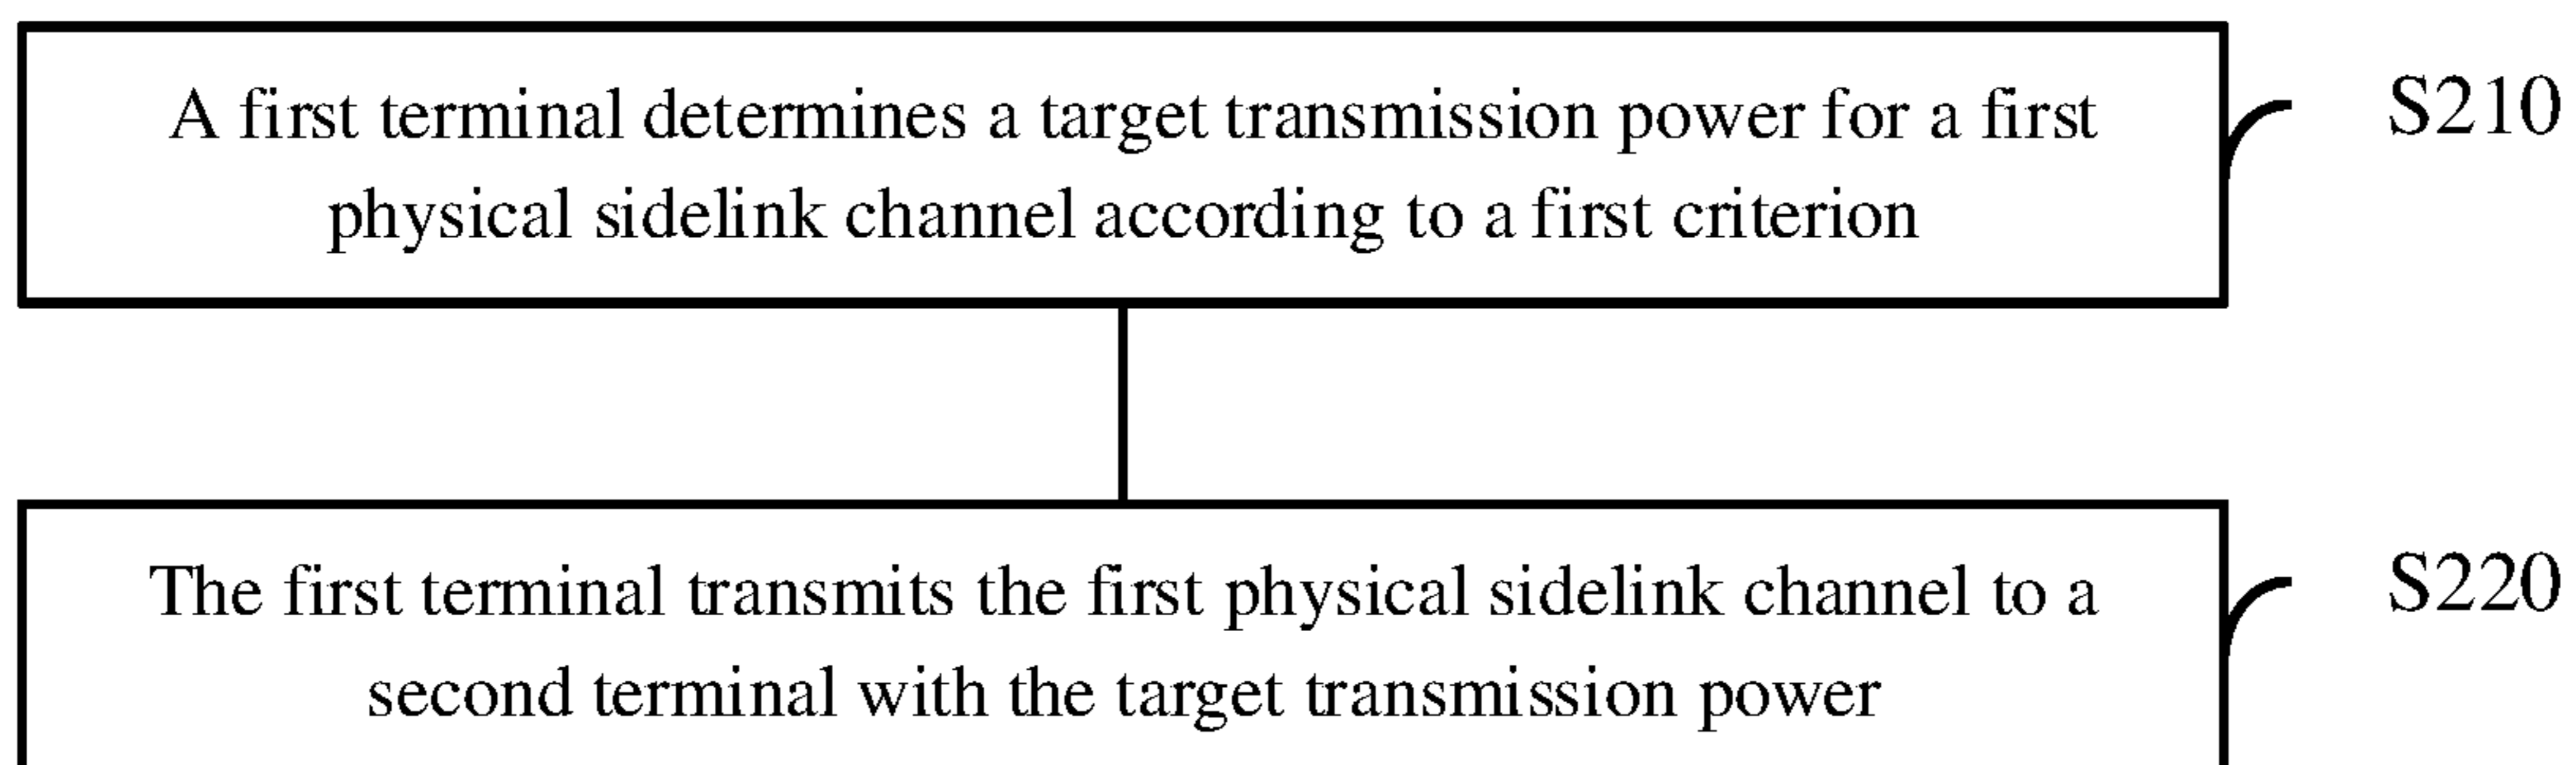 A first terminal determines a target transmission power for a first
physical sidelink channel according to a first criterion
S210
The first terminal transmits the first physical sidelink channel to a
second terminal with the target transmission power
S220